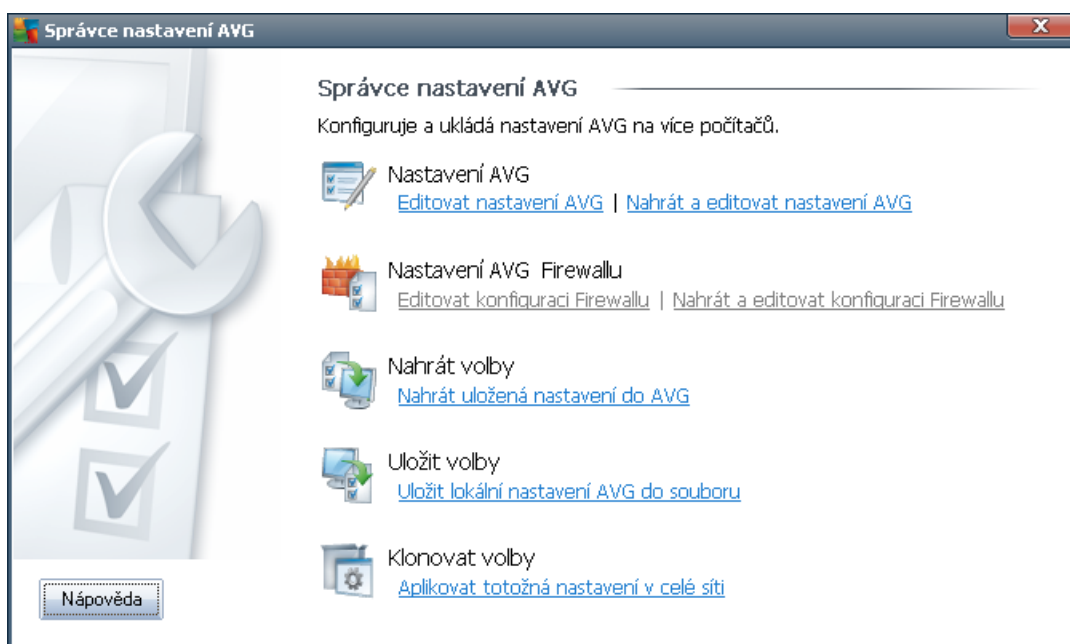 Správce nastavení AVG
Správce nastavení AVG
Konfiguruje a ukládá nastavení AVG na více počítačů.
Nastavení AVG
Editovat nastavení AVG | Nahrát a editovat nastavení AVG
Nastavení AVG Firewallu
Editovat konfiguraci Firewallu | Nahrát a editovat konfiguraci Firewallu
Nahrát volby
Nahrát uložená nastavení do AVG
Uložit volby
Uložit lokální nastavení AVG do souboru
Klonovat volby
Aplikovat totožná nastavení v celé síti
Nápověda